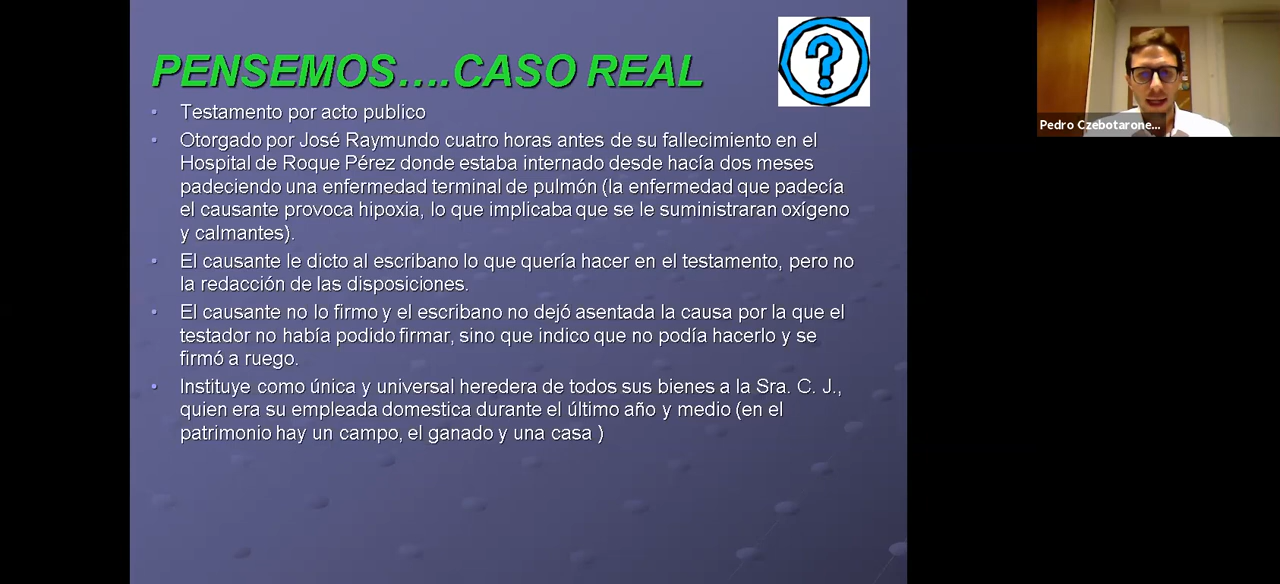 PENSEMOS....CASO REAL
• Testamento por acto publico
• Otorgado por José Raymundo cuatro horas antes de su fallecimiento en el
Hospital de Roque Pérez donde estaba internado desde hacía dos meses
padeciendo una enfermedad terminal de pulmón (la enfermedad que padecía
el causante provoca hipoxia, lo que implicaba que se le suministraran oxígeno
y calmantes).
• El causante le dicto al escribano lo que quería hacer en el testamento, pero no
la redacción de las disposiciones.
• El causante no lo firmo y el escribano no dejó asentada la causa por la que el
testador no había podido firmar, sino que indico que no podía hacerlo y se
firmó a ruego.
• Instituye como única y universal heredera de todos sus bienes a la Sra. C. J.,
quien era su empleada domestica durante el último año y medio (en el
patrimonio hay un campo, el ganado y una casa )
Pedro Czebotarone...